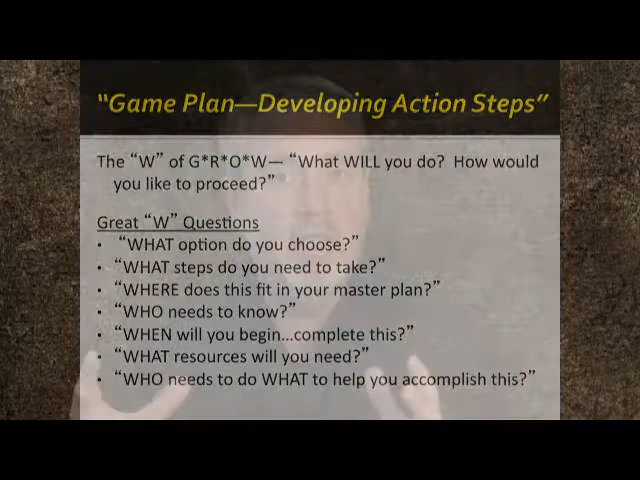 “Game Plan—Developing Action Steps”
The “W” of G*R*O*W— “What WILL you do?  How would
you like to proceed?”
Great “W” Questions
• “WHAT option do you choose?”
• “WHAT steps do you need to take?”
• “WHERE does this fit in your master plan?”
• “WHO needs to know?”
• “WHEN will you begin…complete this?”
• “WHAT resources will you need?”
• “WHO needs to do WHAT to help you accomplish this?”